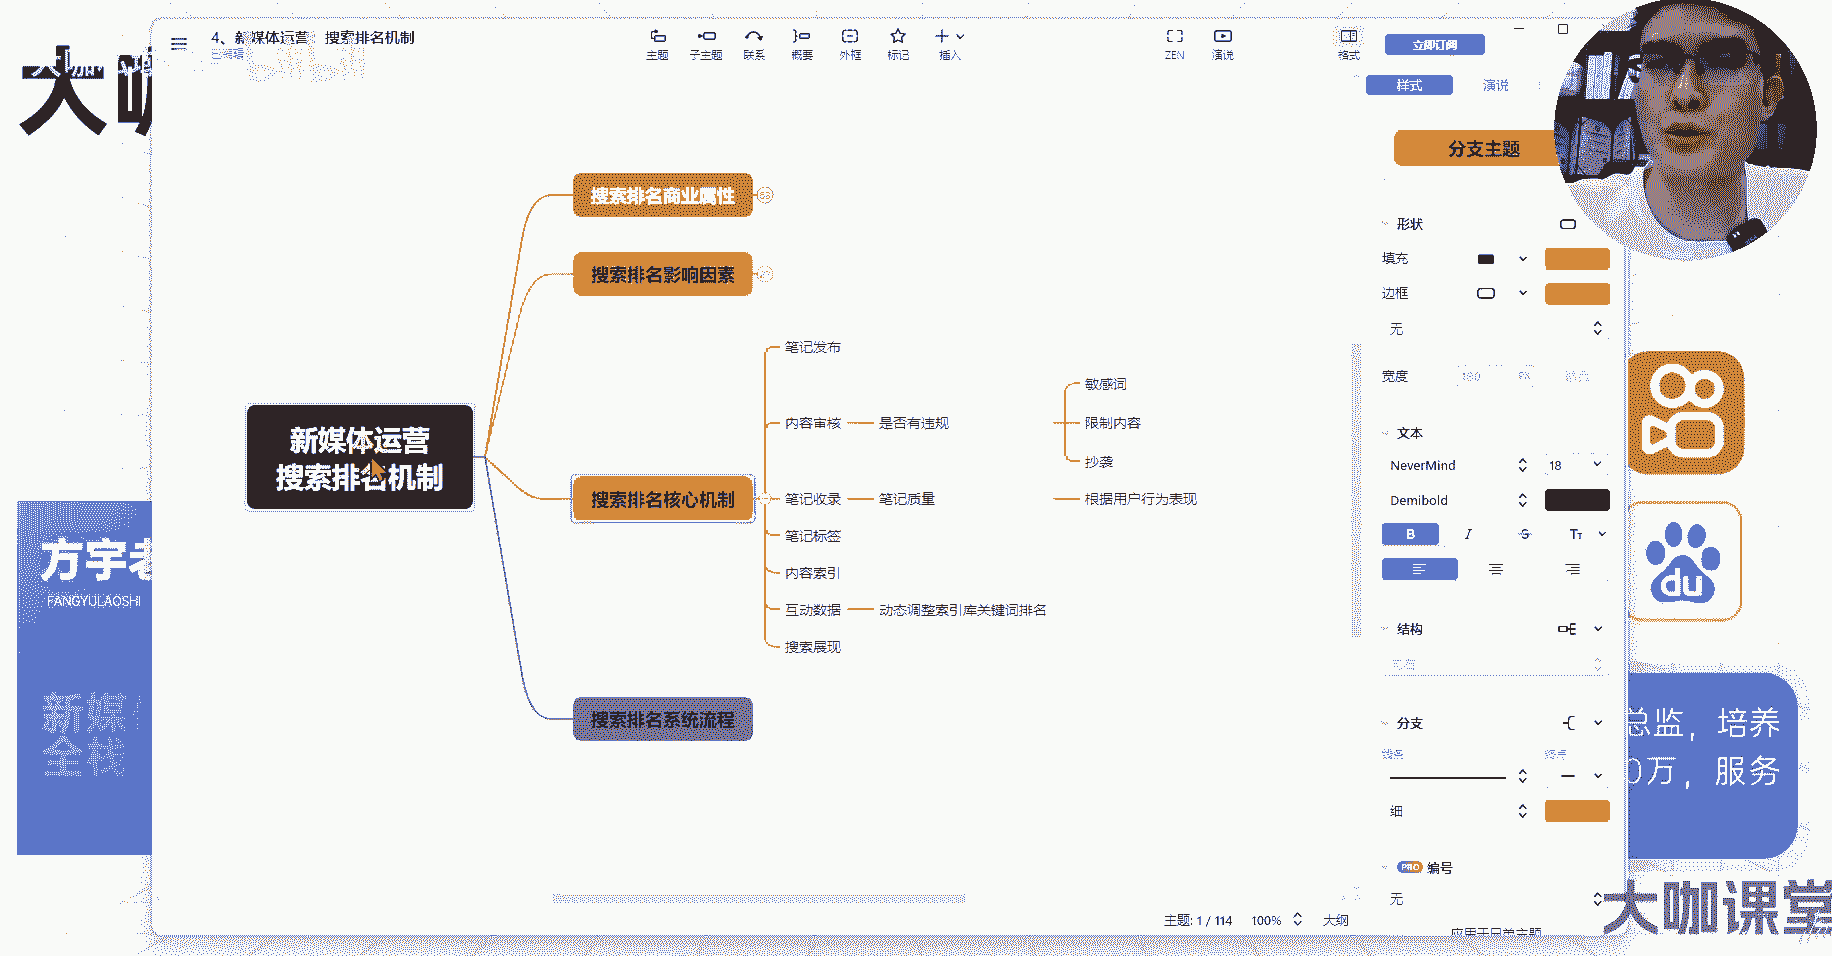 4、新媒体运营：搜索排名机制
已编辑
主题
子主题
联系
概要
外框
标记
插入
ZEN
演说
格式
立即订阅
样式
演说
分支主题
形状
填充
边框
无
宽度
文本
NeverMind
18
Demibold
B
I
S
结构
分支
线条
终点
细
PRO
编号
无
搜索排名商业属性
搜索排名影响因素
新媒体运营
搜索排名机制
搜索排名核心机制
笔记发布
内容审核
是否有违规
敏感词
限制内容
抄袭
笔记收录
笔记质量
根据用户行为表现
笔记标签
内容索引
互动数据
动态调整索引库关键词排名
搜索展现
搜索排名系统流程
主题: 1 / 114
100%
大纲
方宇老
FANGYULAOSHI
新媒
全栈
du
总监，培养
0万，服务
大咖课堂